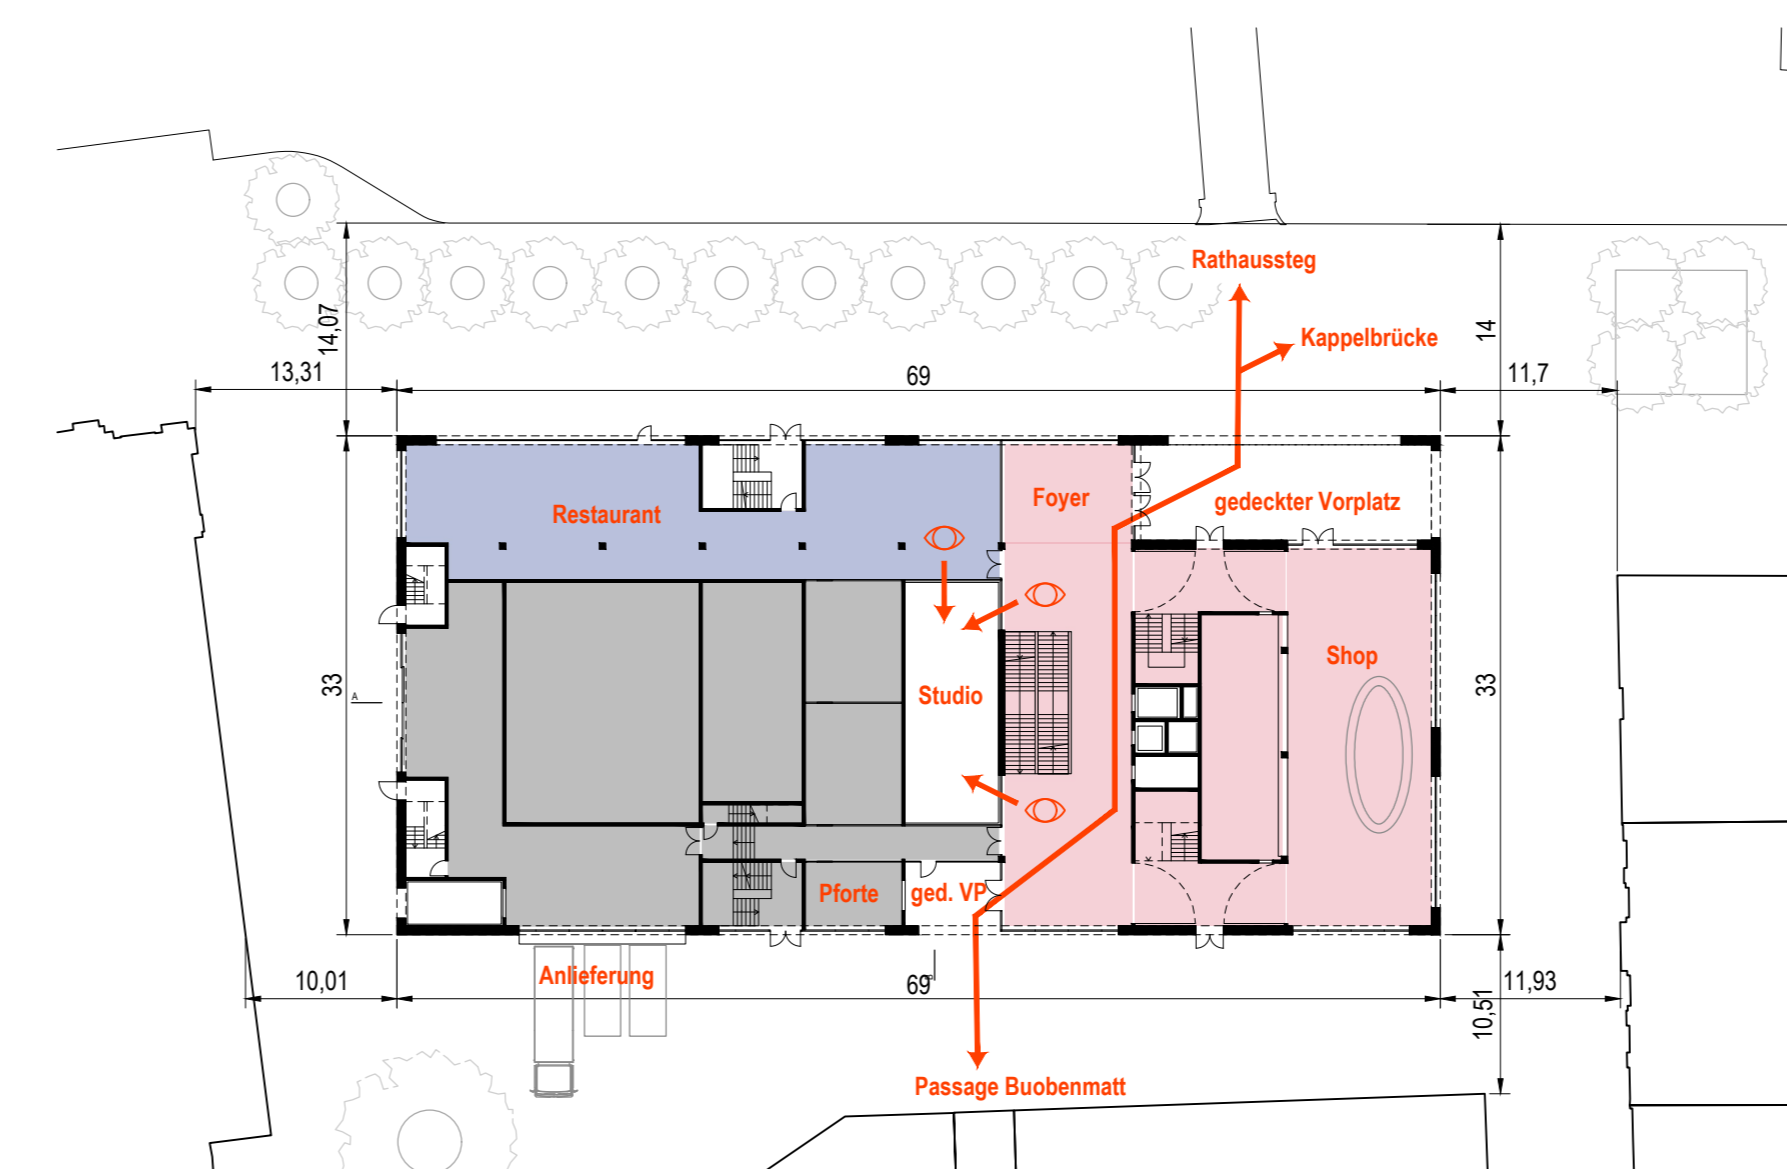 Rathaussteg
14,07
14
Kappelbrücke
13,31
69
11,7
Foyer
gedeckter Vorplatz
Restaurant
33
A
Studio
Shop
33
Pforte
ged. VP
Anlieferung
10,01
69
11,93
10,51
Passage Buobenmatt